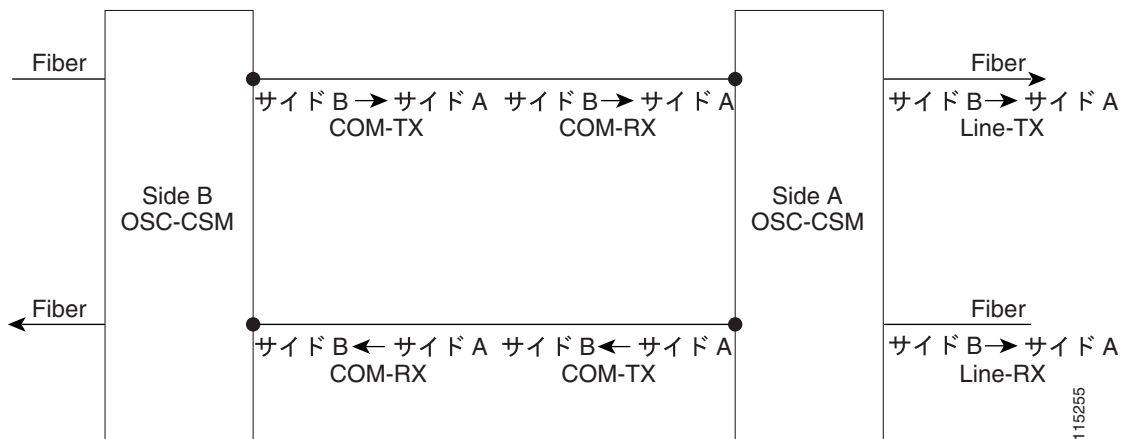 Fiber
Fiber
サイド B → サイド A
COM-TX
サイド B → サイド A
COM-RX
サイド B → サイド A
Line-TX
Side B
OSC-CSM
Side A
OSC-CSM
Fiber
Fiber
サイド B ← サイド A
COM-RX
サイド B ← サイド A
COM-TX
サイド B → サイド A
Line-RX
115255